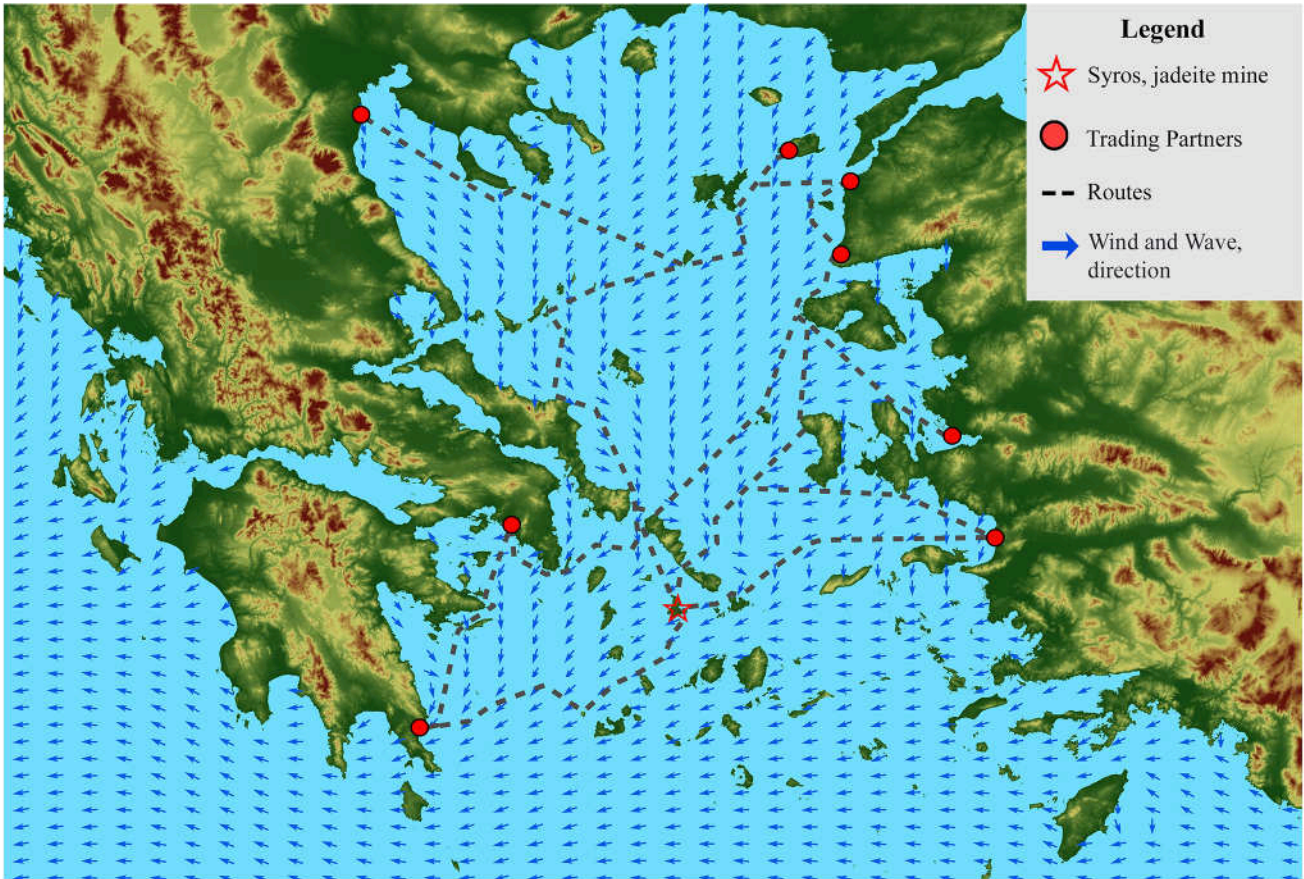 Legend
Syros, jadeite mine
Trading Partners
Routes
Wind and Wave,
direction